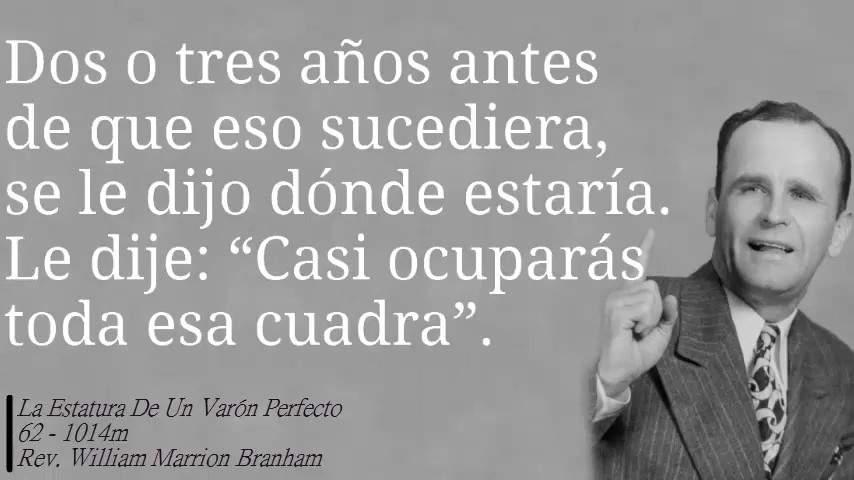 Dos o tres años antes
de que eso sucediera,
se le dijo dónde estaría.
Le dije: “Casi ocuparás
toda esa cuadra”.
La Estatura De Un Varón Perfecto
62 - 1014m
Rev. William Marrion Branham